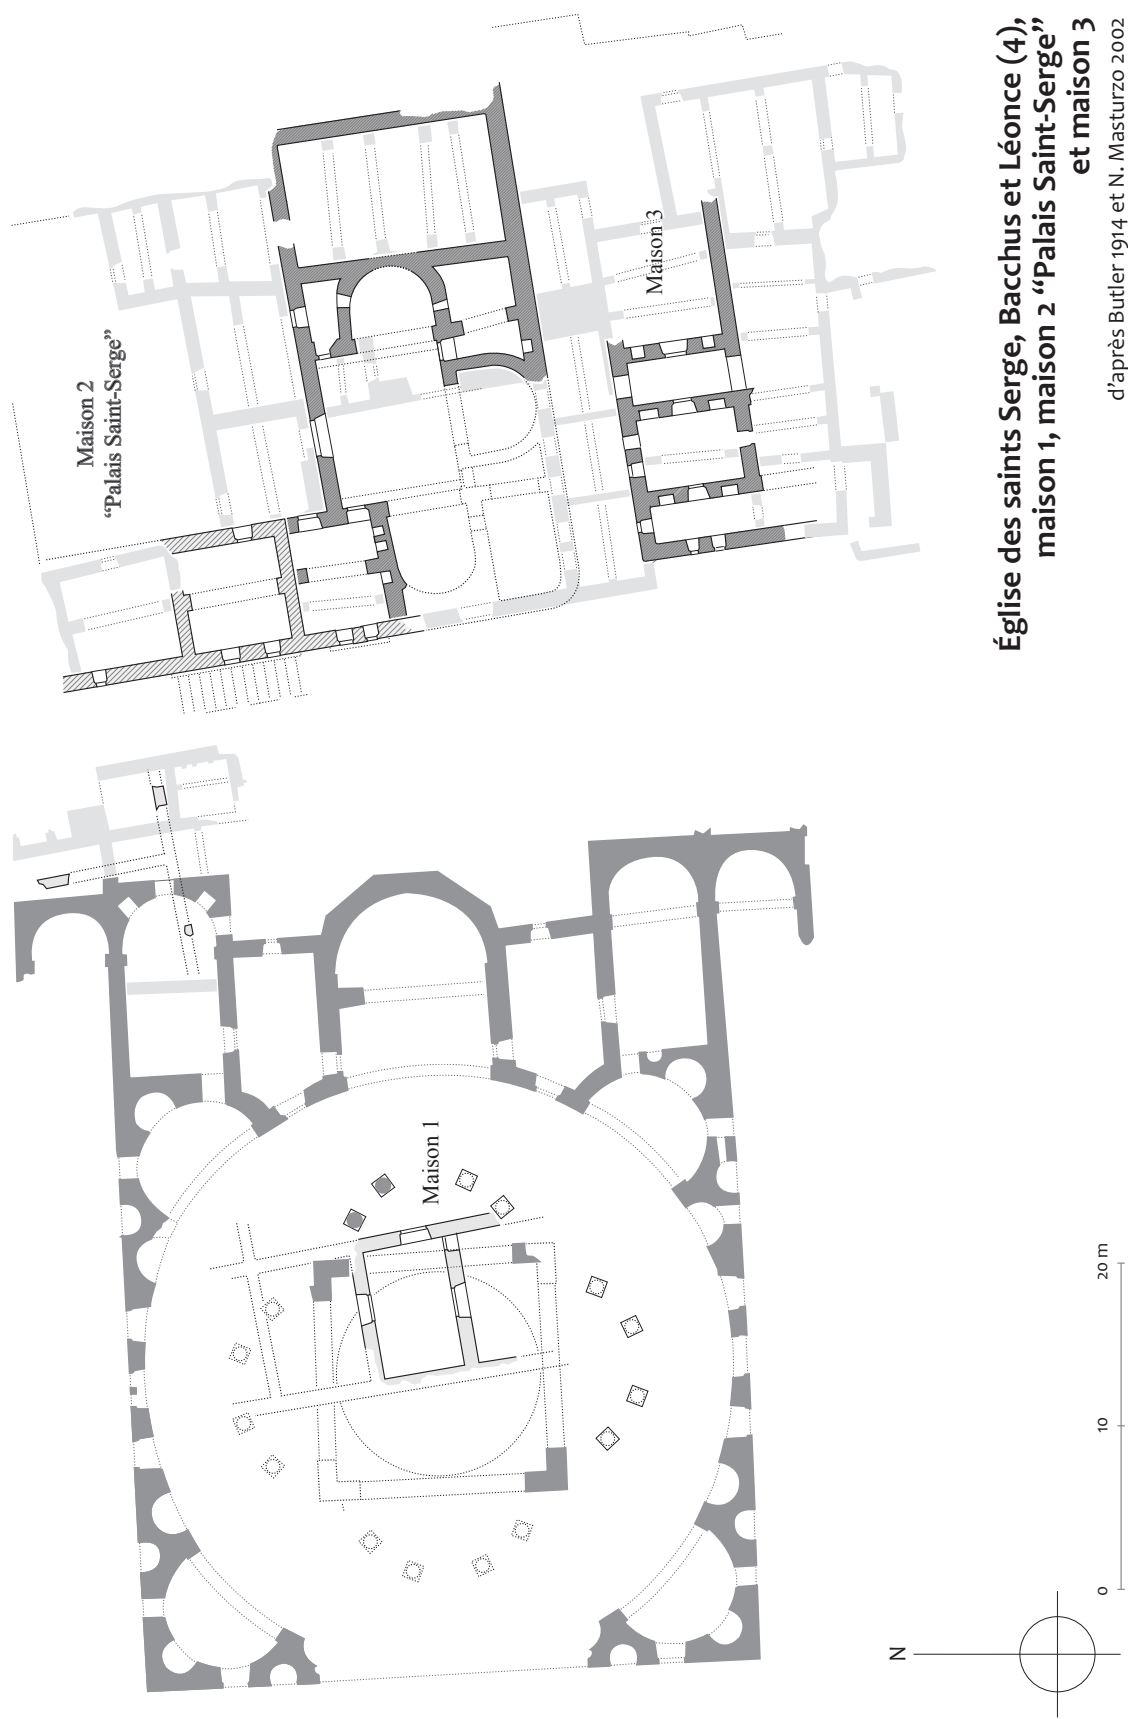 Maison 2
“Palais Saint-Serge”
Maison 3
Maison 1
Église des saints Serge, Bacchus et Léonce (4),
maison 1, maison 2 “Palais Saint-Serge”
et maison 3
d'après Butler 1914 et N. Masturzo 2002
N
0 10 20 m